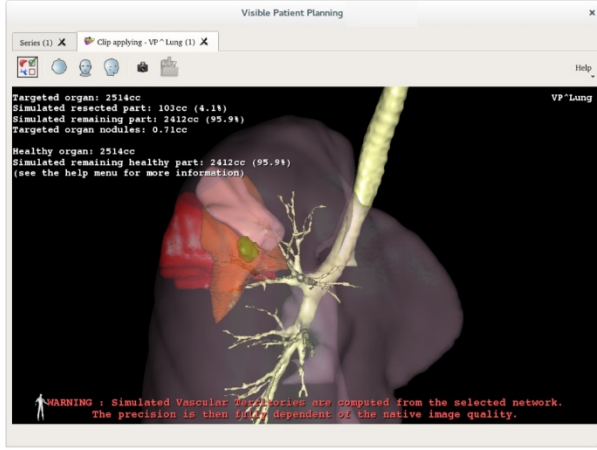 Visible Patient Planning
Series (1) X
Clip applying - VP ^ Lung (1) X
Help
Targeted organ: 2514cc
Simulated resected part: 103cc (4.1%)
Simulated remaining part: 2412cc (95.9%)
Targeted organ nodules: 0.71cc
VP^Lung
Healthy organ: 2514cc
Simulated remaining healthy part: 2412cc (95.9%)
(see the help menu for more information)
WARNING : Simulated Vascular Territories are computed from the selected network.
The precision is then fully dependent of the native image quality.